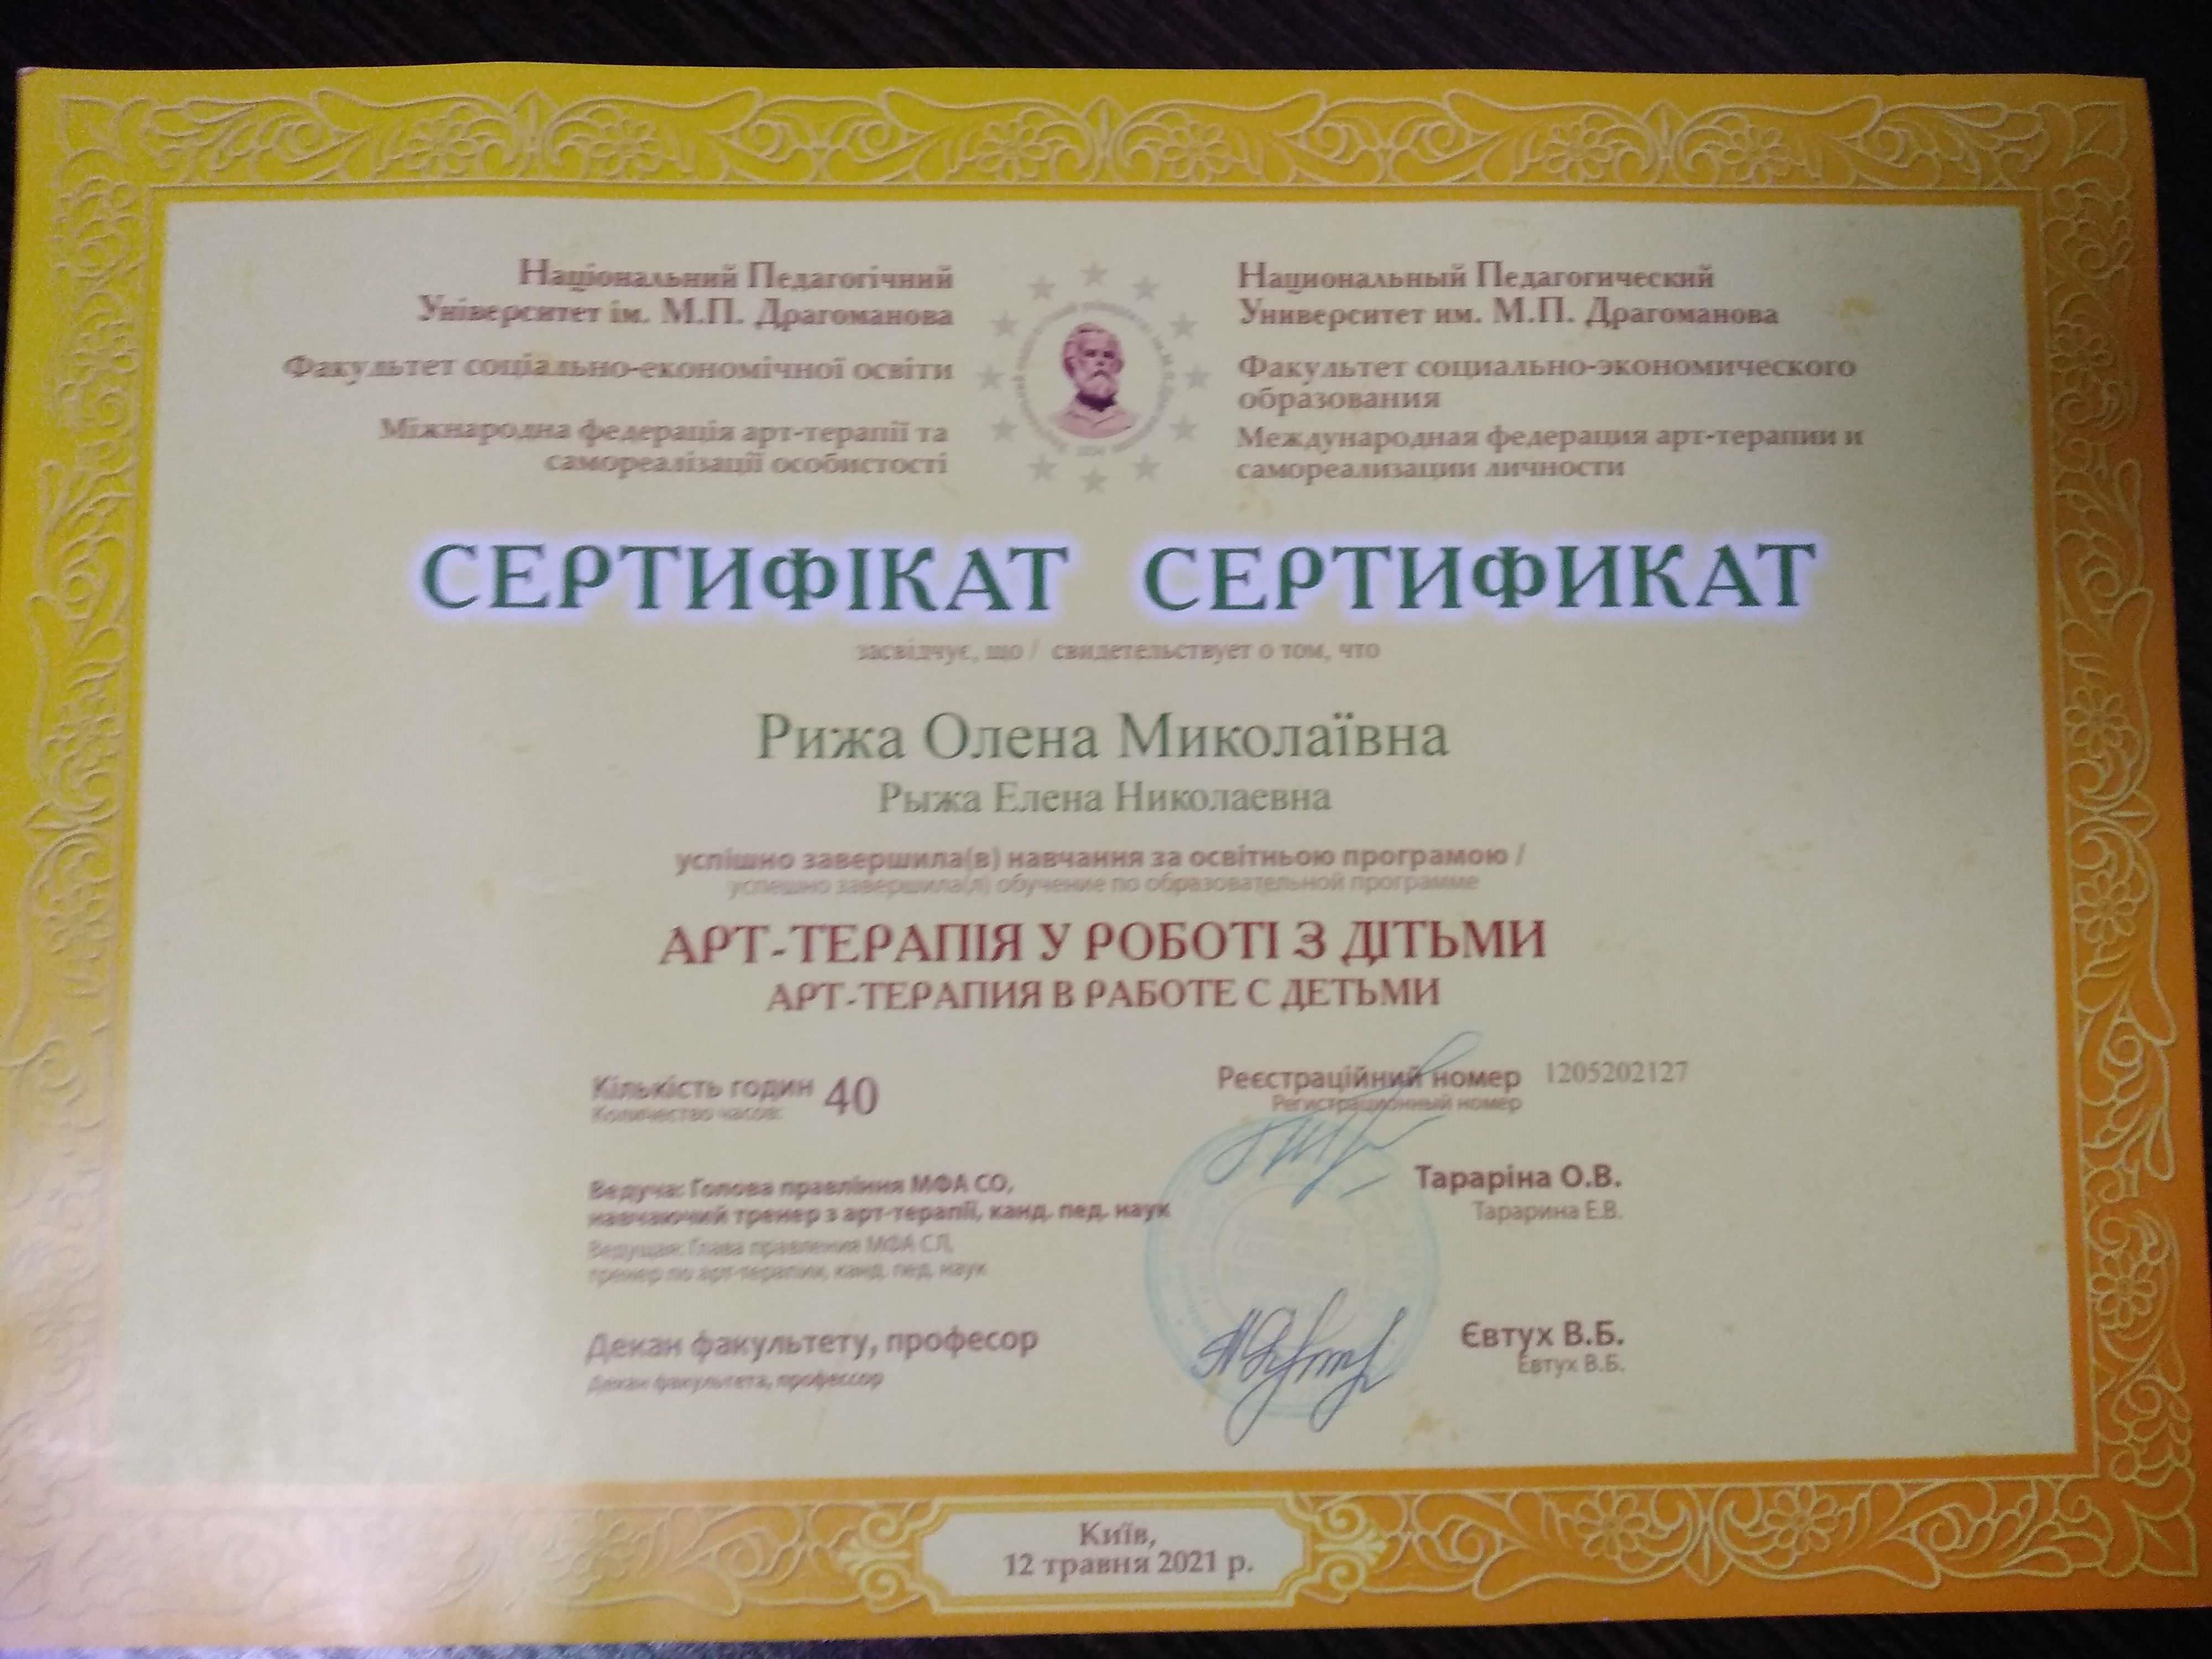 Національний Педагогічний
Університет ім. М.П. Драгоманова
Факультет соціально-економічної освіти
Міжнародна федерація арт-терапії та
самореалізації особистості
Национальный Педагогический
Университет им. М.П. Драгоманова
Факультет социально-экономического
образования
Международная федерация арт-терапии и
самореализации личности
СЕРТИФІКАТ СЕРТИФИКАТ
засвідчує, що / свидетельствует о том, что
Рижа Олена Миколаївна
Рыжа Елена Николаевна
успішно завершила(в) навчання за освітньою програмою /
успешно завершила(л) обучение по образовательной программе
АРТ-ТЕРАПІЯ У РОБОТІ З ДІТЬМИ
АРТ-ТЕРАПИЯ В РАБОТЕ С ДЕТЬМИ
Кількість годин 40
Количество часов:
Реєстраційний номер 1205202127
Регистрационный номер
Ведуча: Голова правління МФА СО,
навчаючий тренер з арт-терапії, канд. пед. наук
Ведущая: Глава правления МФА СЛ,
тренер по арт-терапии, канд. пед. наук
Тараріна О.В.
Тарарина Е.В.
Декан факультету, професор
Декан факультета, профессор
Євтух В.Б.
Евтух В.Б.
Київ,
12 травня 2021 р.